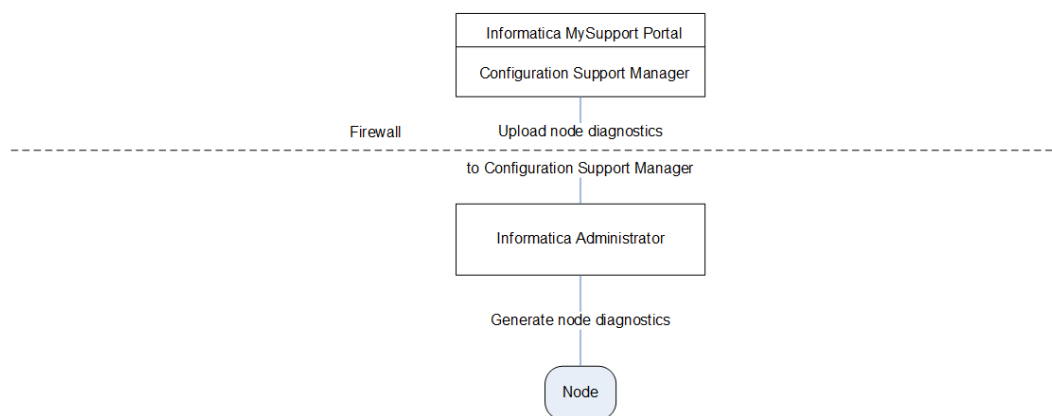 Informatica MySupport Portal
Configuration Support Manager
Firewall
Upload node diagnostics
to Configuration Support Manager
Informatica Administrator
Generate node diagnostics
Node